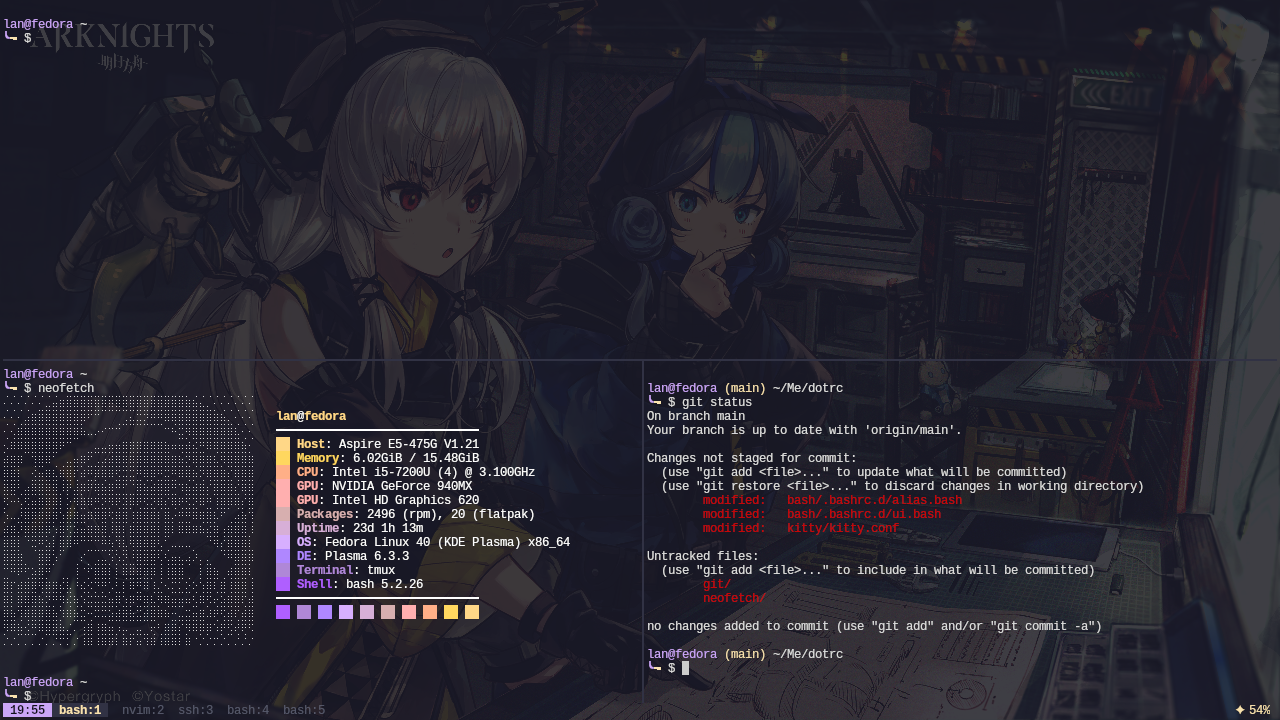 lan@fedora ~
╰╴ $
ARKNIGHTS
明日方舟
EXIT
lan@fedora ~
╰╴ $ neofetch
lan@fedora
Host: Aspire E5-475G V1.21
Memory: 6.02GiB / 15.48GiB
CPU: Intel i5-7200U (4) @ 3.100GHz
GPU: NVIDIA GeForce 940MX
GPU: Intel HD Graphics 620
Packages: 2496 (rpm), 20 (flatpak)
Uptime: 23d 1h 13m
OS: Fedora Linux 40 (KDE Plasma) x86_64
DE: Plasma 6.3.3
Terminal: tmux
Shell: bash 5.2.26
lan@fedora ~
╰╴ $
©Hypergryph ©Yostar
lan@fedora (main) ~/Me/dotrc
╰╴ $ git status
On branch main
Your branch is up to date with 'origin/main'.
Changes not staged for commit:
(use "git add <file>..." to update what will be committed)
(use "git restore <file>..." to discard changes in working directory)
modified: bash/.bashrc.d/alias.bash
modified: bash/.bashrc.d/ui.bash
modified: kitty/kitty.conf
Untracked files:
(use "git add <file>..." to include in what will be committed)
git/
neofetch/
no changes added to commit (use "git add" and/or "git commit -a")
lan@fedora (main) ~/Me/dotrc
╰╴ $
19:55 bash:1 nvim:2 ssh:3 bash:4 bash:5 ✦ 54%